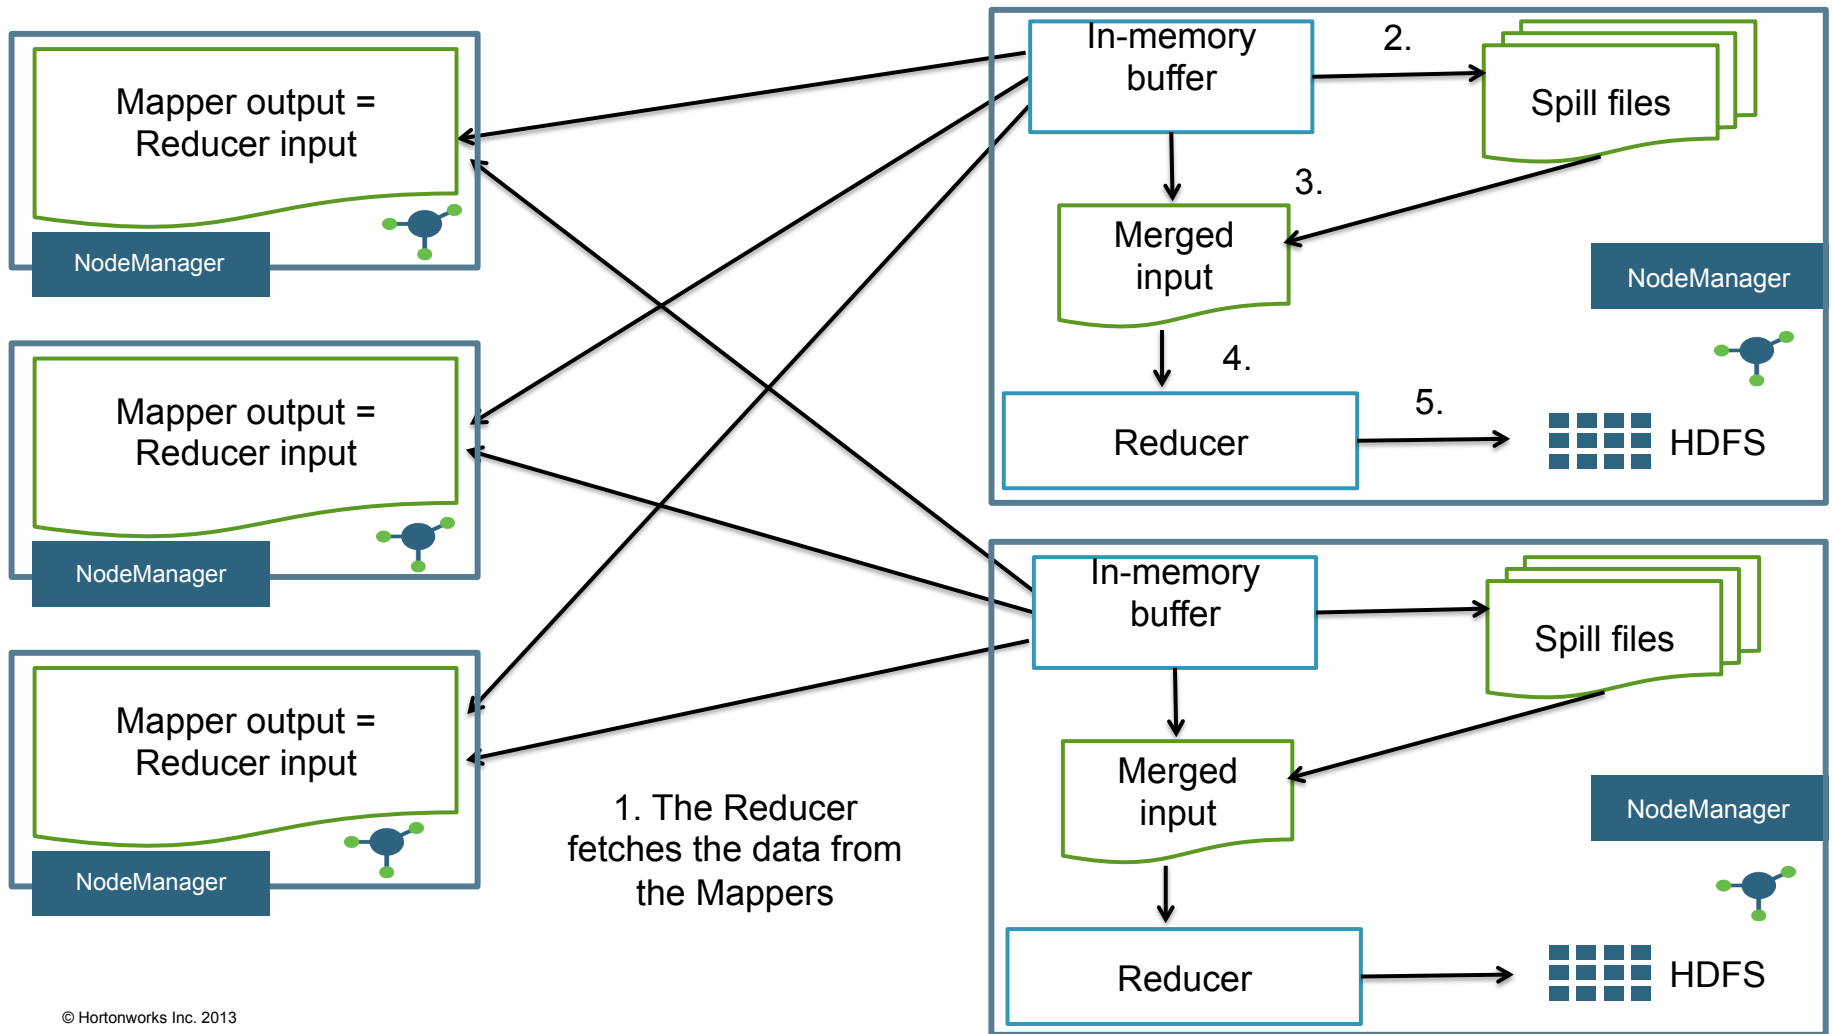 Mapper output =
Reducer input
NodeManager
Mapper output =
Reducer input
NodeManager
Mapper output =
Reducer input
NodeManager
1. The Reducer
fetches the data from
the Mappers
In-memory
buffer
2.
Spill files
3.
Merged
input
NodeManager
4.
Reducer
5.
HDFS
In-memory
buffer
Spill files
Merged
input
NodeManager
Reducer
HDFS
© Hortonworks Inc. 2013